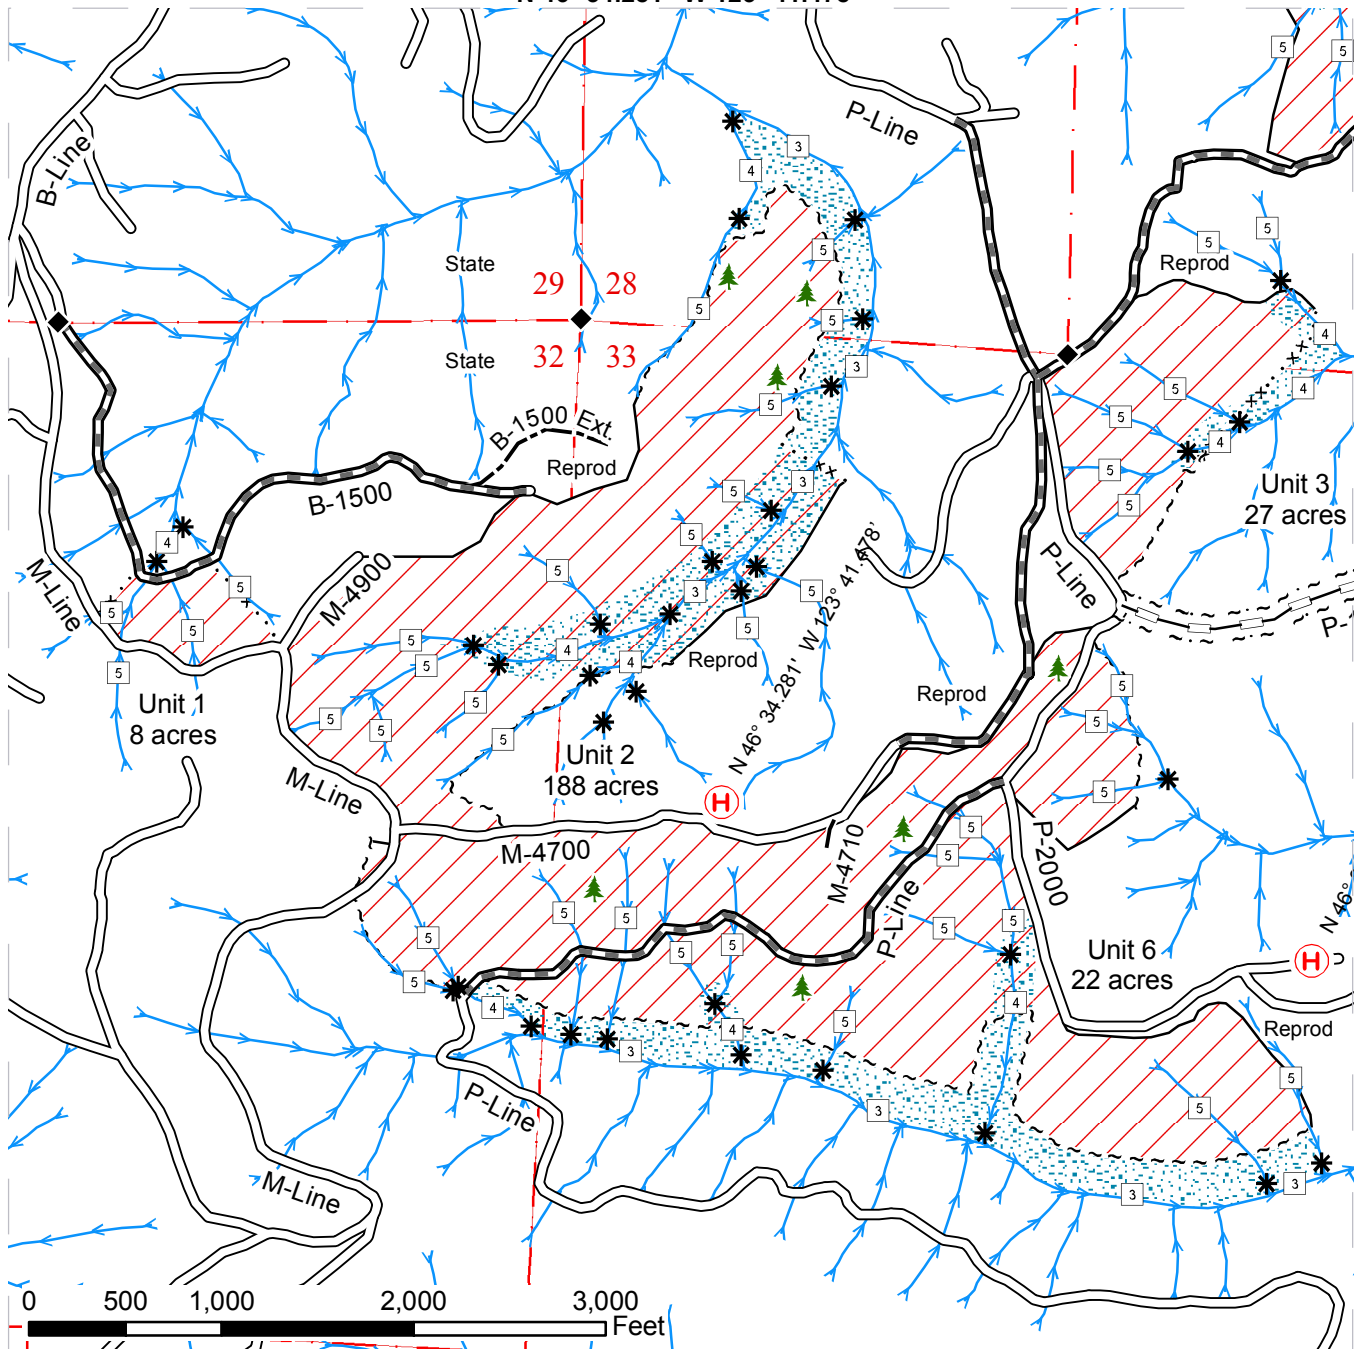 P-Line
B-Line
State
29 28
Reprod
State
32 33
B-1500 Ext.
Reprod
B-1500
Unit 3
27 acres
M-4900
M-Line
P-Line
P-
N 46° 34.281' W 123° 41.478'
Reprod
Reprod
Unit 1
8 acres
Unit 2
188 acres
M-Line
H
M-4700
M-4710
P-2000
P-Line
N 46°
Unit 6
22 acres
H
Reprod
P-Line
M-Line
0 500 1,000 2,000 3,000
Feet